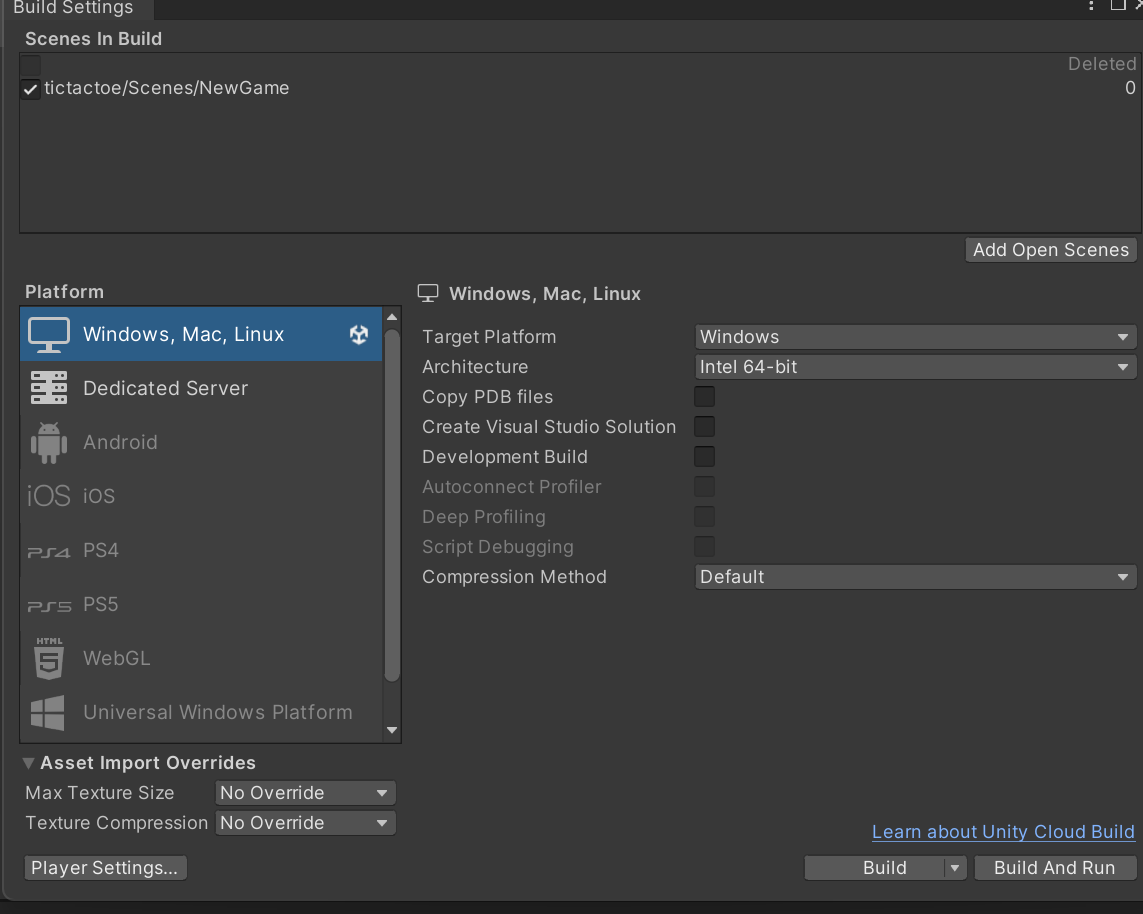 Build Settings
Scenes In Build
Deleted
tictactoe/Scenes/NewGame 0
Add Open Scenes
Platform
Windows, Mac, Linux
Dedicated Server
Android
iOS iOS
PS4 PS4
PS5 PS5
HTML 5 WebGL
Universal Windows Platform
Windows, Mac, Linux
Target Platform Windows
Architecture Intel 64-bit
Copy PDB files
Create Visual Studio Solution
Development Build
Autoconnect Profiler
Deep Profiling
Script Debugging
Compression Method Default
Asset Import Overrides
Max Texture Size No Override
Texture Compression No Override
Learn about Unity Cloud Build
Player Settings... Build Build And Run